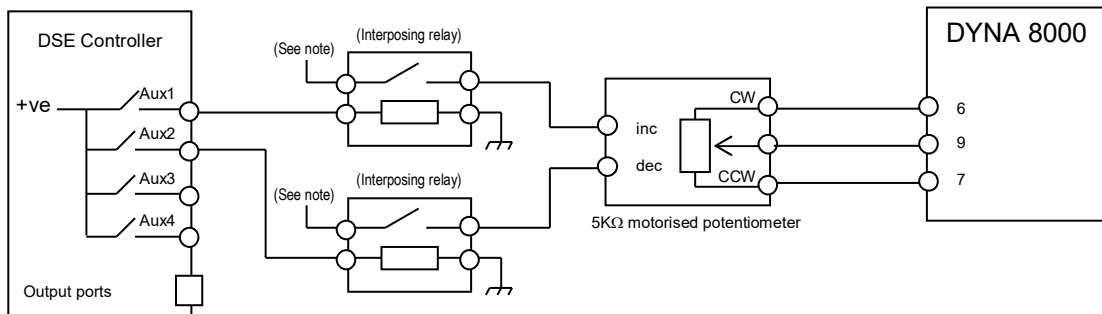 DSE Controller
+ve
Aux1
Aux2
Aux3
Aux4
Output ports
(See note)
(Interposing relay)
(See note)
(Interposing relay)
inc
dec
CW
CCW
5KΩ motorised potentiometer
DYNA 8000
6
9
7